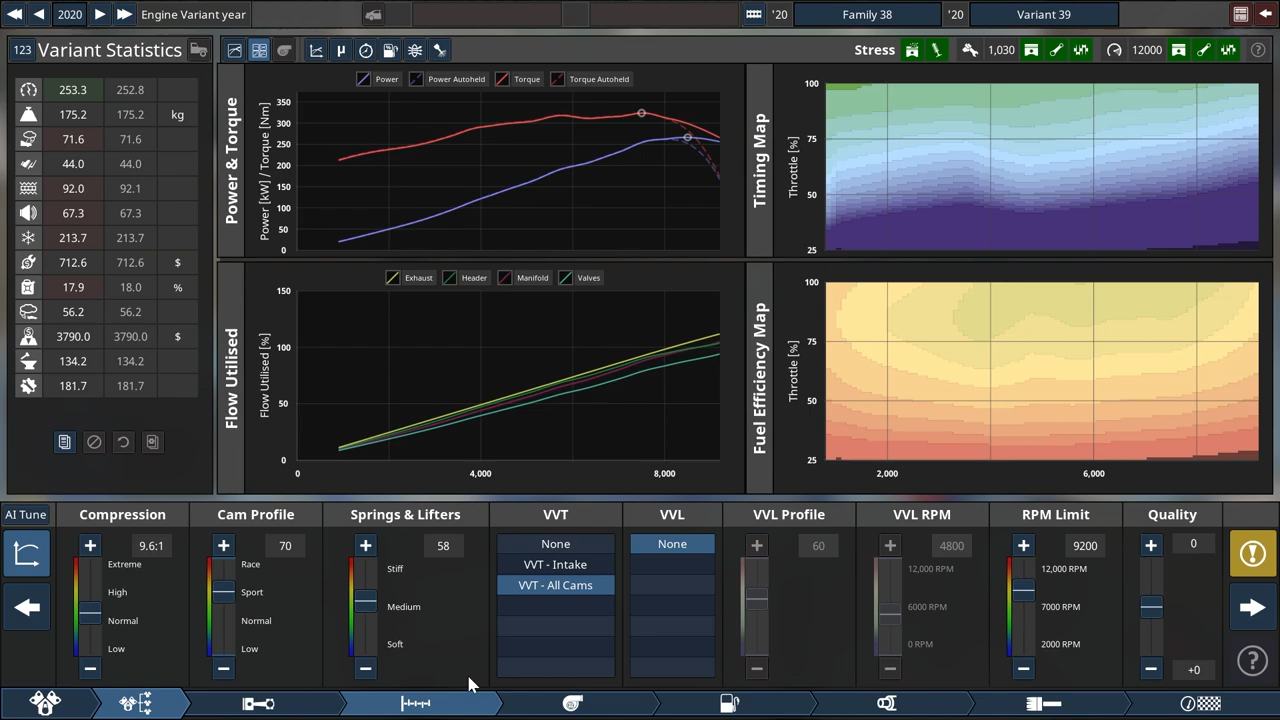 2020
Engine Variant year
'20
Family 38
'20
Variant 39
123
Variant Statistics
Stress
1,030
12000
253.3 252.8
175.2 175.2 kg
71.6 71.6
44.0 44.0
92.0 92.1
67.3 67.3
213.7 213.7
712.6 712.6 $
17.9 18.0 %
56.2 56.2
3790.0 3790.0 $
134.2 134.2
181.7 181.7
Power & Torque
Power Power Autoheld Torque Torque Autoheld
Power [kW] / Torque [Nm]
350
300
250
200
150
100
50
0
Timing Map
Throttle [%]
100
75
50
25
Flow Utilised
Exhaust Header Manifold Valves
Flow Utilised [%]
150
100
50
0
0 4,000 8,000
Fuel Efficiency Map
Throttle [%]
100
75
50
25
2,000 6,000
AI Tune
Compression
9.6:1
Extreme
High
Normal
Low
Cam Profile
70
Race
Sport
Normal
Low
Springs & Lifters
58
Stiff
Medium
Soft
VVT
None
VVT - Intake
VVT - All Cams
VVL
None
VVL Profile
60
VVL RPM
4800
12,000 RPM
6000 RPM
0 RPM
RPM Limit
9200
12,000 RPM
7000 RPM
2000 RPM
Quality
0
+0